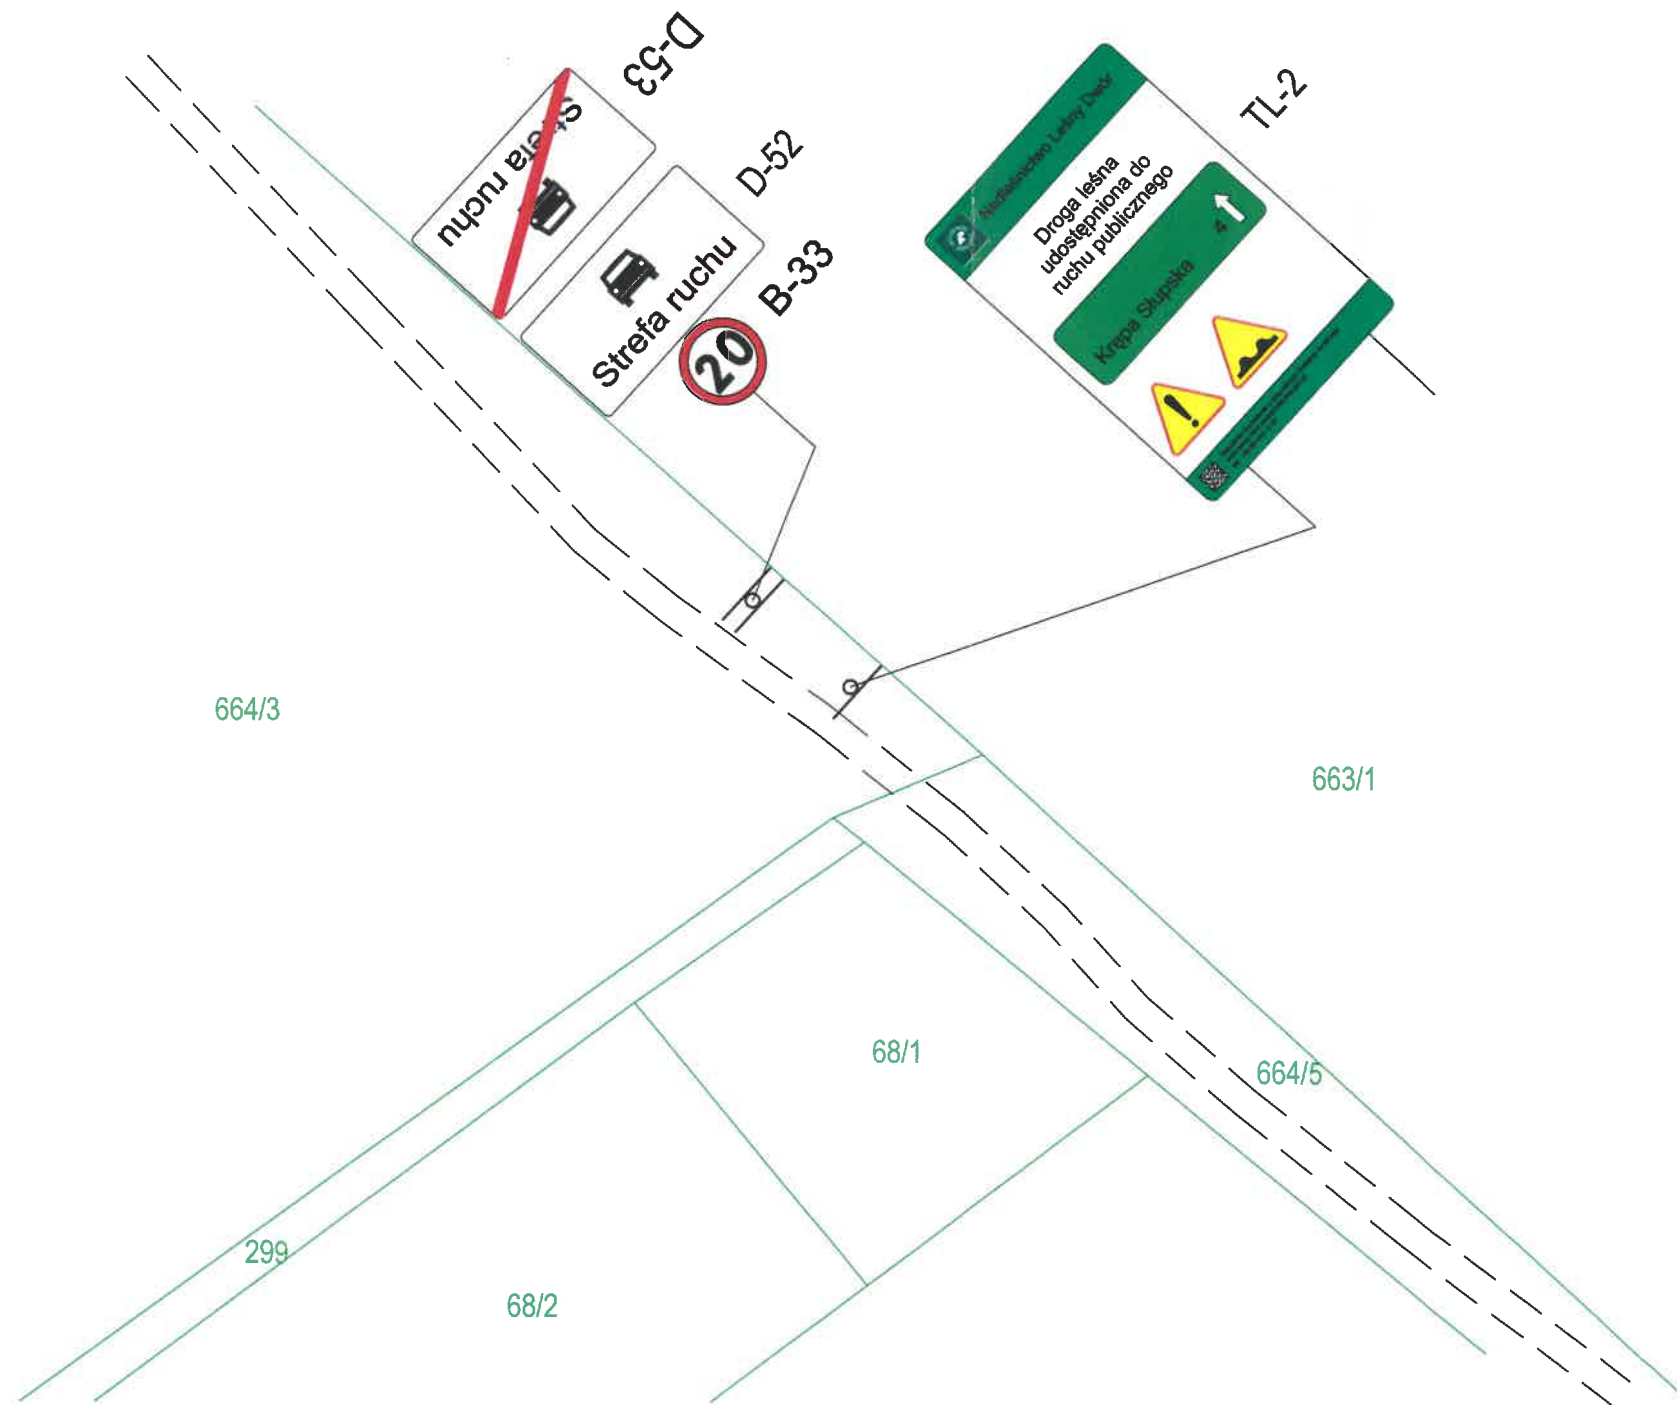 D-53
Strefa ruchu
D-52
Strefa ruchu
B-33
20
TL-2
Nadleśnictwo Leśny Dwór
Droga leśna
udostępniona do
ruchu publicznego
Krępa Słupska
4
664/3
663/1
68/1
664/5
299
68/2